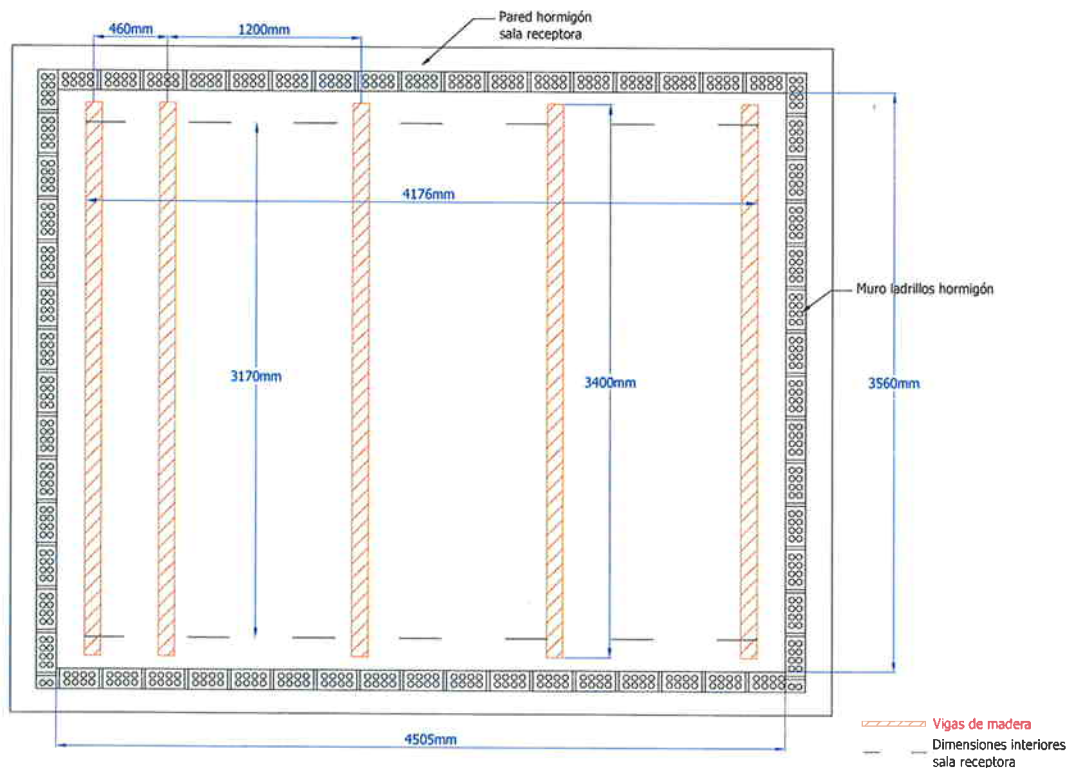 Pared hormigón
sala receptora
460mm
1200mm
4176mm
Muro ladrillos hormigón
3170mm
3400mm
3560mm
4505mm
Vigas de madera
Dimensiones interiores
sala receptora